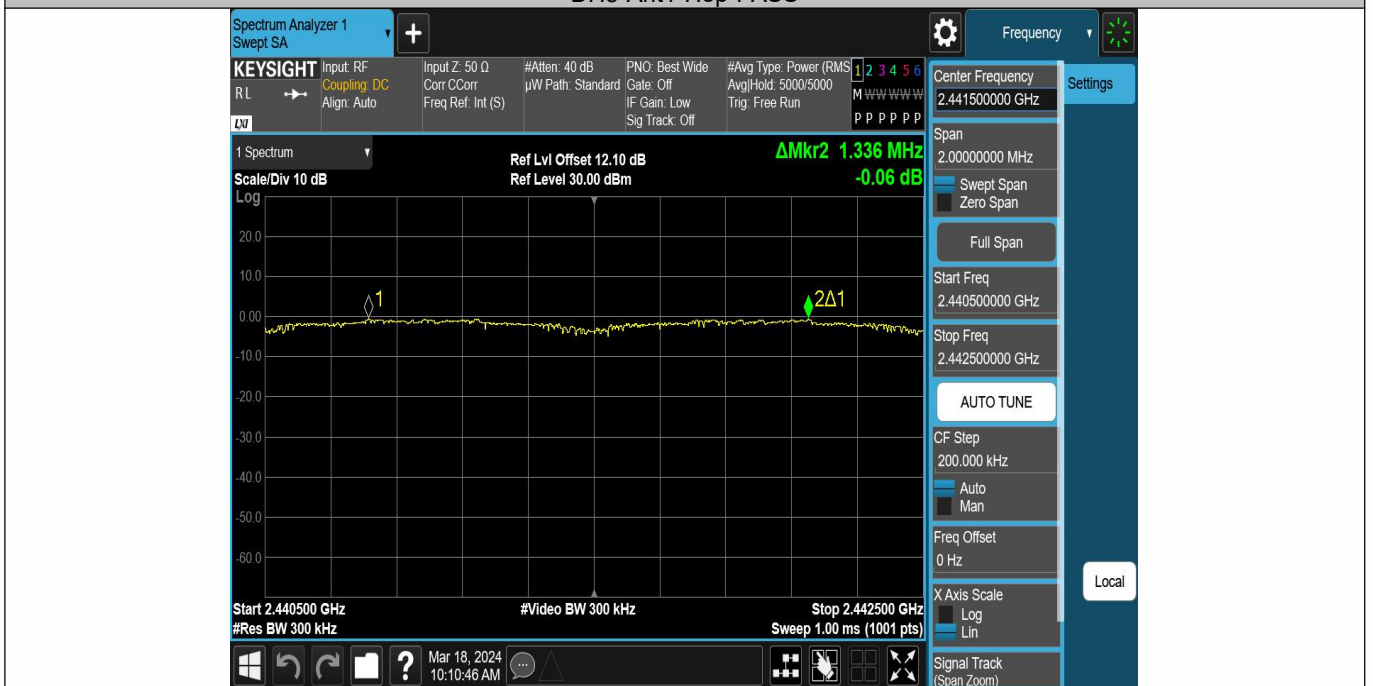 Spectrum Analyzer 1
Swept SA
+
Frequency
KEYSIGHT
RL
LXI
Input: RF
Coupling: DC
Align: Auto
Input Z: 50 Ω
Corr CCorr
Freq Ref: Int (S)
#Atten: 40 dB
µW Path: Standard
PNO: Best Wide
Gate: Off
IF Gain: Low
Sig Track: Off
#Avg Type: Power (RMS
Avg|Hold: 5000/5000
Trig: Free Run
1 2 3 4 5 6
M W W W W W
P P P P P P
1 Spectrum
Scale/Div 10 dB
Ref Lvl Offset 12.10 dB
Ref Level 30.00 dBm
ΔMkr2 1.336 MHz
-0.06 dB
Log
20.0
10.0
0.00
-10.0
-20.0
-30.0
-40.0
-50.0
-60.0
1
2Δ1
Start 2.440500 GHz
#Res BW 300 kHz
#Video BW 300 kHz
Stop 2.442500 GHz
Sweep 1.00 ms (1001 pts)
?
Mar 18, 2024
10:10:46 AM
Center Frequency
2.441500000 GHz
Settings
Span
2.00000000 MHz
Swept Span
Zero Span
Full Span
Start Freq
2.440500000 GHz
Stop Freq
2.442500000 GHz
AUTO TUNE
CF Step
200.000 kHz
Auto
Man
Freq Offset
0 Hz
X Axis Scale
Log
Lin
Local
Signal Track
(Span Zoom)